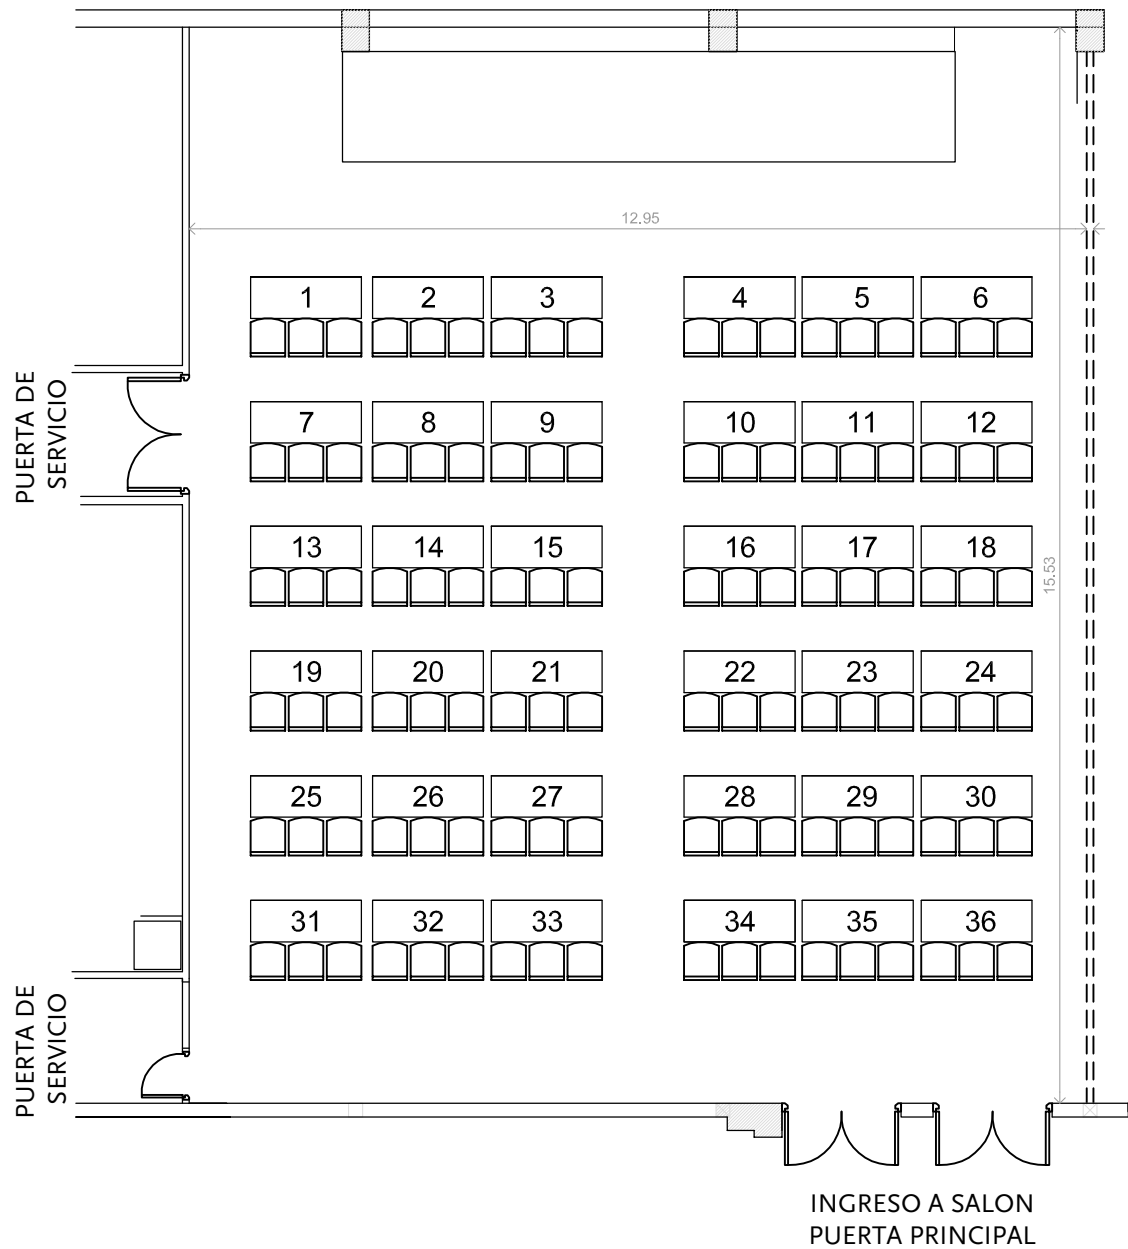 12.95
1 2 3 4 5 6
PUERTA DE
SERVICIO
7 8 9 10 11 12
13 14 15 16 17 18
15.53
19 20 21 22 23 24
25 26 27 28 29 30
31 32 33 34 35 36
PUERTA DE
SERVICIO
INGRESO A SALON
PUERTA PRINCIPAL